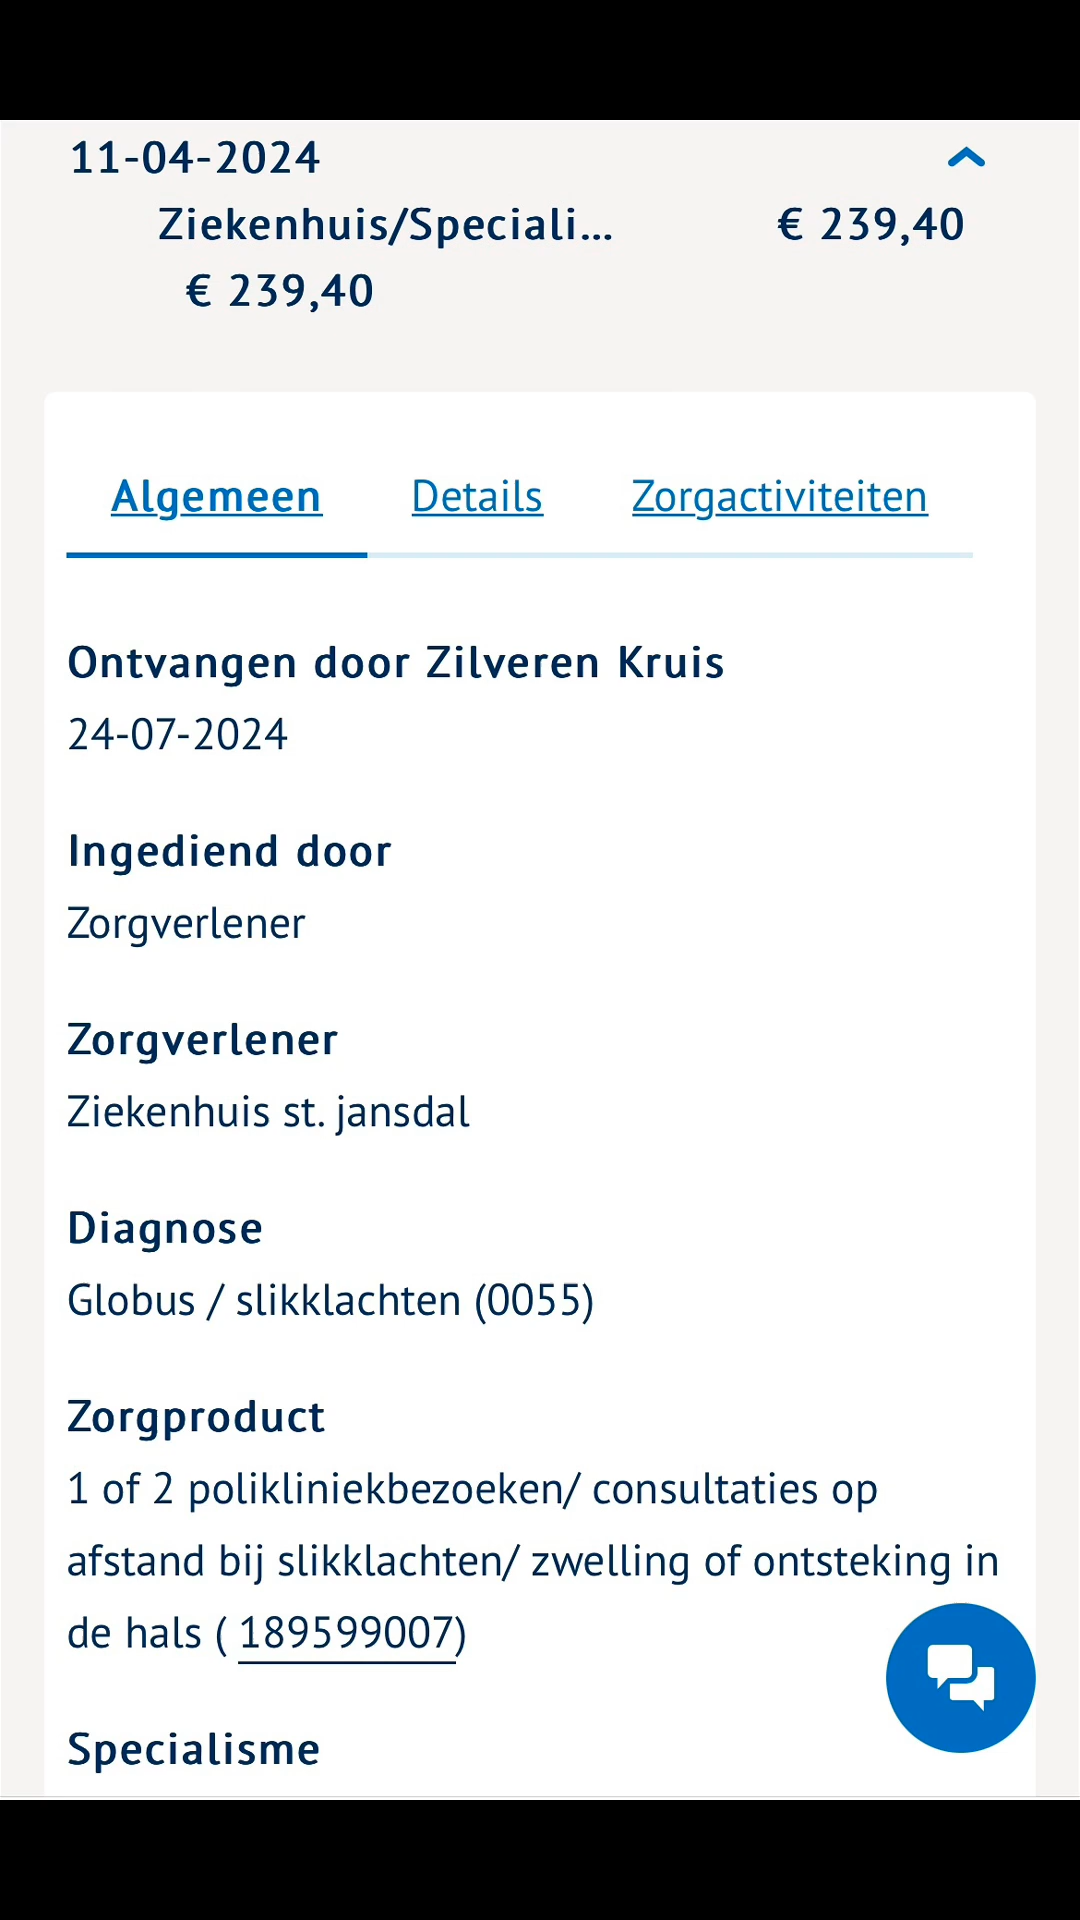 11-04-2024
Ziekenhuis/Speciali... € 239,40
€ 239,40
Algemeen Details Zorgactiviteiten
Ontvangen door Zilveren Kruis
24-07-2024
Ingediend door
Zorgverlener
Zorgverlener
Ziekenhuis st. jansdal
Diagnose
Globus / slikklachten (0055)
Zorgproduct
1 of 2 polikliniekbezoeken/ consultaties op
afstand bij slikklachten/ zwelling of ontsteking in
de hals ( 189599007)
Specialisme